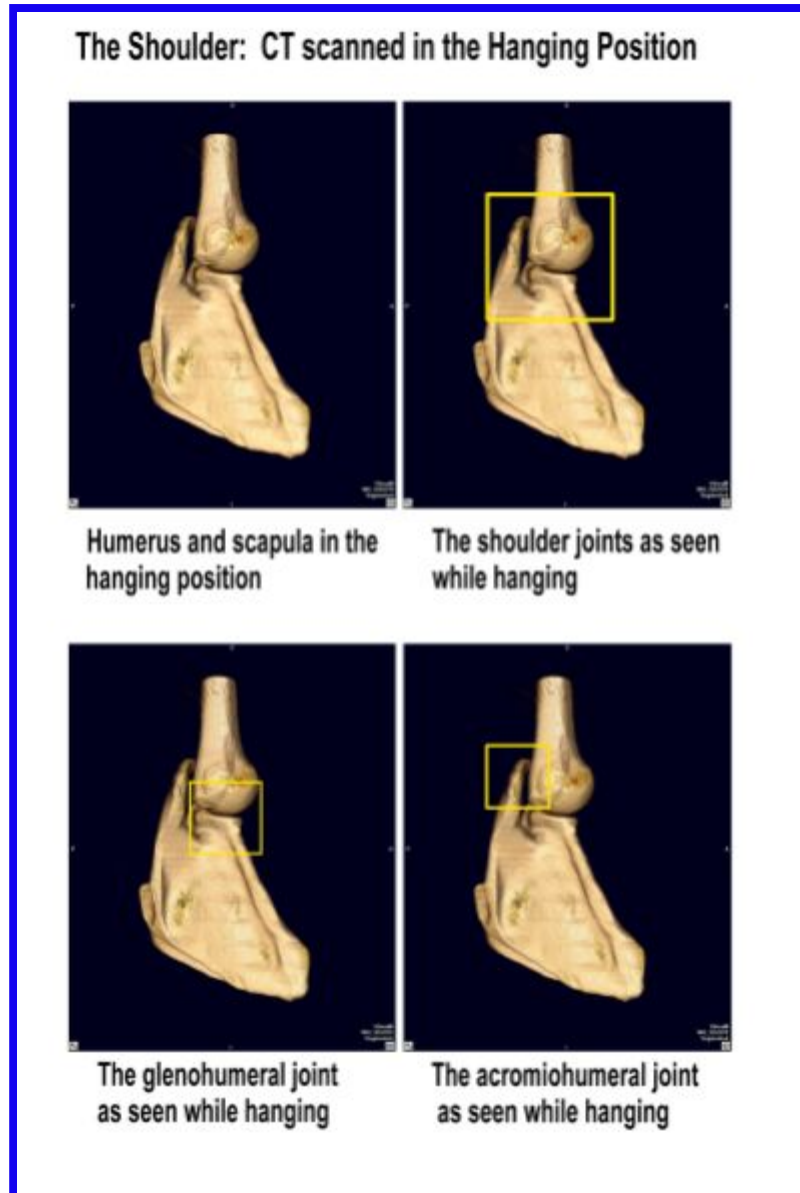 The Shoulder: CT scanned in the Hanging Position
Humerus and scapula in the
hanging position
The shoulder joints as seen
while hanging
The glenohumeral joint
as seen while hanging
The acromiohumeral joint
as seen while hanging